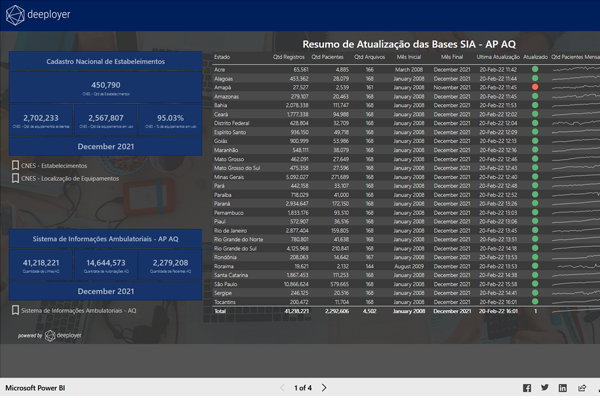 deeployer
Cadastro Nacional de Estabelecimentos
450,790
CNES - Qtd de Estabelecimentos
2,702,233 2,567,807 95.03%
CNES - Qtd de equipamentos existentes CNES - Qtd de equipamentos em uso CNES - % de equipamentos em uso
December 2021
CNES - Estabelecimentos
CNES - Localização de Equipamentos
Sistema de Informações Ambulatoriais - AP AQ
41,218,221 14,644,573 2,279,208
Quantidade de Linhas AQ Quantidade de Autorizações AQ Quantidade de Pacientes AQ
December 2021
Sistema de Informações Ambulatoriais - AQ
powered by deeployer
Resumo de Atualização das Bases SIA - AP AQ
Estado Qtd Registros Qtd Pacientes Qtd Arquivos Mês Inicial Mês Final Ultima Atualização Atualizado Qtd Pacientes Mensa
Acre 65,561 4,885 166 March 2008 December 2021 20-Feb-22 11:42
Alagoas 453,362 28,079 168 January 2008 December 2021 20-Feb-22 11:44
Amapá 27,527 2,539 161 January 2008 November 2021 20-Feb-22 11:45
Amazonas 279,107 20,463 168 January 2008 December 2021 20-Feb-22 11:45
Bahia 2,078,338 111,747 168 January 2008 December 2021 20-Feb-22 11:53
Ceará 1,777,338 94,988 168 January 2008 December 2021 20-Feb-22 12:02
Distrito Federal 428,804 32,709 168 January 2008 December 2021 20-Feb-22 12:04
Espírito Santo 936,150 49,718 168 January 2008 December 2021 20-Feb-22 12:09
Goiás 900,999 53,986 168 January 2008 December 2021 20-Feb-22 12:13
Maranhão 548,111 38,079 168 January 2008 December 2021 20-Feb-22 12:16
Mato Grosso 462,091 27,649 168 January 2008 December 2021 20-Feb-22 12:46
Mato Grosso do Sul 475,358 27,596 168 January 2008 December 2021 20-Feb-22 12:43
Minas Gerais 5,092,027 271,689 168 January 2008 December 2021 20-Feb-22 12:40
Pará 442,158 33,107 168 January 2008 December 2021 20-Feb-22 12:48
Paraíba 718,029 41,000 168 January 2008 December 2021 20-Feb-22 12:52
Paraná 2,934,647 172,150 168 January 2008 December 2021 20-Feb-22 13:26
Pernambuco 1,833,176 93,510 168 January 2008 December 2021 20-Feb-22 13:03
Piauí 572,907 36,516 168 January 2008 December 2021 20-Feb-22 13:06
Rio de Janeiro 2,877,404 159,805 168 January 2008 December 2021 20-Feb-22 13:45
Rio Grande do Norte 780,801 41,638 168 January 2008 December 2021 20-Feb-22 13:51
Rio Grande do Sul 4,125,968 210,841 168 January 2008 December 2021 20-Feb-22 14:18
Rondônia 208,063 14,642 167 January 2008 December 2021 20-Feb-22 13:53
Roraima 19,621 2,132 144 August 2009 December 2021 20-Feb-22 13:53
Santa Catarina 1,867,453 111,253 168 January 2008 December 2021 20-Feb-22 14:38
São Paulo 10,866,624 579,665 168 January 2008 December 2021 20-Feb-22 15:58
Sergipe 246,125 20,516 168 January 2008 December 2021 20-Feb-22 14:41
Tocantins 200,472 11,704 168 January 2008 December 2021 20-Feb-22 16:01
Total 41,218,221 2,292,606 4,502 January 2008 December 2021 20-Feb-22 16:01 1
Microsoft Power BI
1 of 4